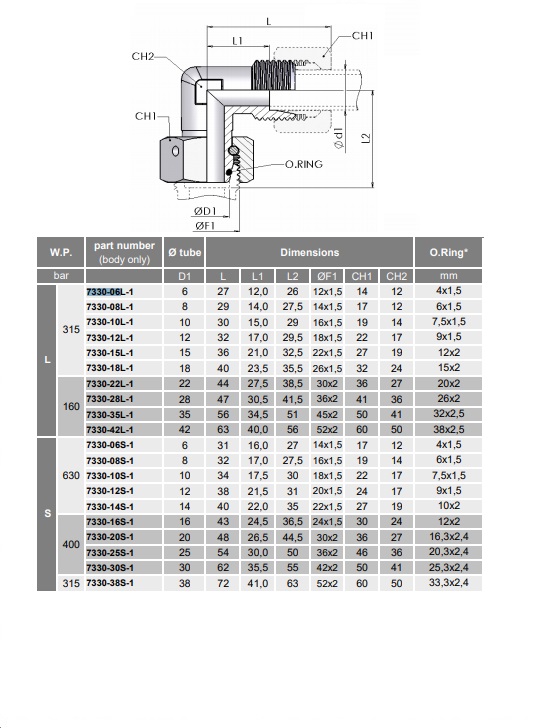 L
L1
CH1
CH2
CH1
Ød1
L2
O.RING
ØD1
ØF1
W.P. part number (body only) Ø tube Dimensions O.Ring*
bar D1 L L1 L2 ØF1 CH1 CH2 mm
L
315
7330-06L-1 6 27 12,0 26 12x1,5 14 12 4x1,5
7330-08L-1 8 29 14,0 27,5 14x1,5 17 12 6x1,5
7330-10L-1 10 30 15,0 29 16x1,5 19 14 7,5x1,5
7330-12L-1 12 32 17,0 29,5 18x1,5 22 17 9x1,5
7330-15L-1 15 36 21,0 32,5 22x1,5 27 19 12x2
7330-18L-1 18 40 23,5 35,5 26x1,5 32 24 15x2
160
7330-22L-1 22 44 27,5 38,5 30x2 36 27 20x2
7330-28L-1 28 47 30,5 41,5 36x2 41 36 26x2
7330-35L-1 35 56 34,5 51 45x2 50 41 32x2,5
7330-42L-1 42 63 40,0 56 52x2 60 50 38x2,5
S
630
7330-06S-1 6 31 16,0 27 14x1,5 17 12 4x1,5
7330-08S-1 8 32 17,0 27,5 16x1,5 19 14 6x1,5
7330-10S-1 10 34 17,5 30 18x1,5 22 17 7,5x1,5
7330-12S-1 12 38 21,5 31 20x1,5 24 17 9x1,5
7330-14S-1 14 40 22,0 35 22x1,5 27 19 10x2
400
7330-16S-1 16 43 24,5 36,5 24x1,5 30 24 12x2
7330-20S-1 20 48 26,5 44,5 30x2 36 27 16,3x2,4
7330-25S-1 25 54 30,0 50 36x2 46 36 20,3x2,4
7330-30S-1 30 62 35,5 55 42x2 50 41 25,3x2,4
315 7330-38S-1 38 72 41,0 63 52x2 60 50 33,3x2,4